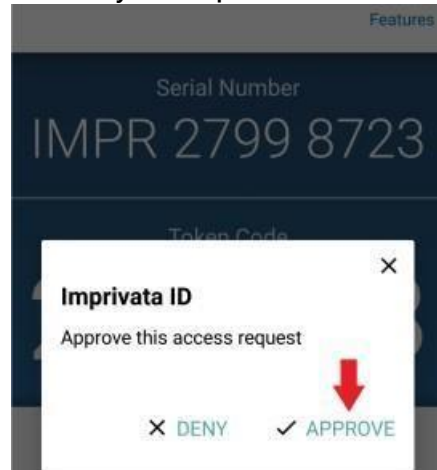 Features
Serial Number
IMPR 2799 8723
Token Code
Imprivata ID
Approve this access request
DENY APPROVE